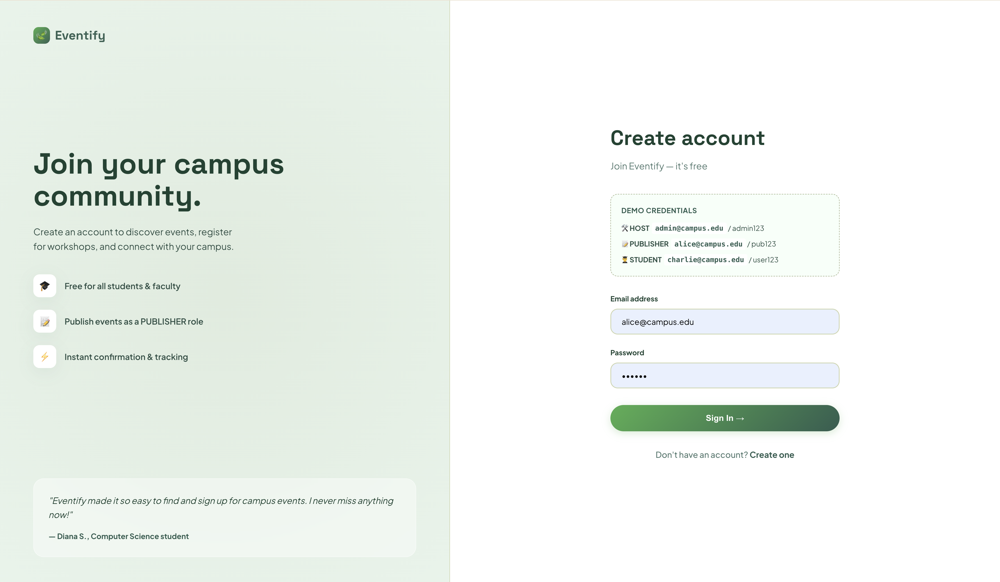 Eventify
Join your campus
community.
Create an account to discover events, register
for workshops, and connect with your campus.
Free for all students & faculty
Publish events as a PUBLISHER role
Instant confirmation & tracking
"Eventify made it so easy to find and sign up for campus events. I never miss anything
now!"
— Diana S., Computer Science student
Create account
Join Eventify — it's free
DEMO CREDENTIALS
HOST admin@campus.edu / admin123
PUBLISHER alice@campus.edu / pub123
STUDENT charlie@campus.edu / user123
Email address
alice@campus.edu
Password
••••••
Sign In →
Don't have an account? Create one